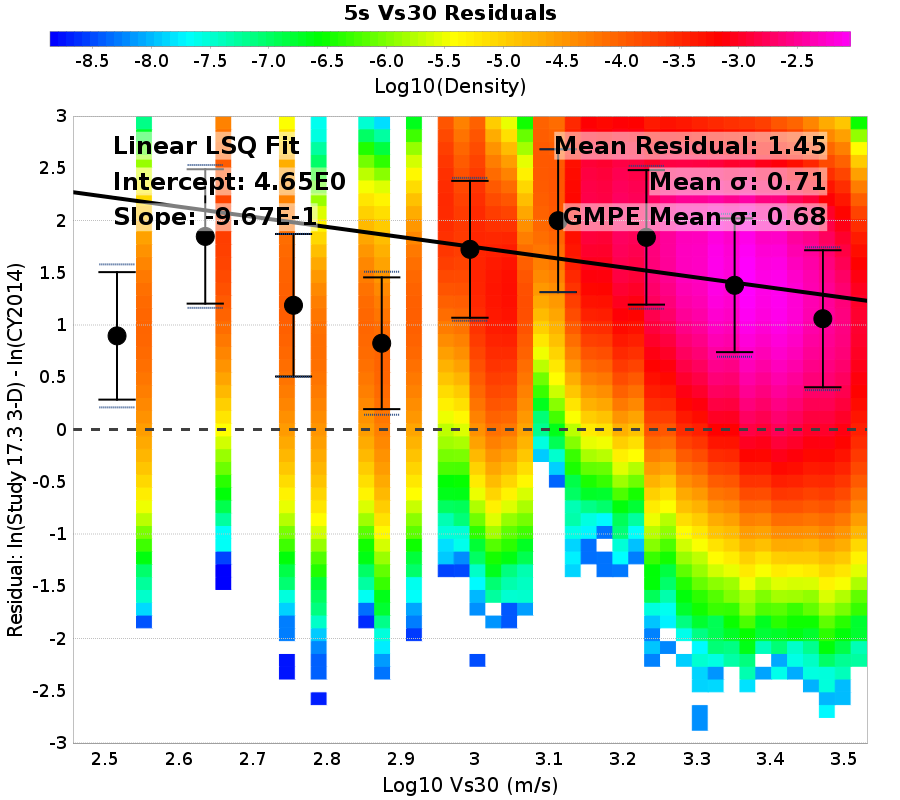 5s Vs30 Residuals
-8.5 -8.0 -7.5 -7.0 -6.5 -6.0 -5.5 -5.0 -4.5 -4.0 -3.5 -3.0 -2.5
Log10(Density)
Linear LSQ Fit
Intercept: 4.65E0
Slope: -9.67E-1
Mean Residual: 1.45
Mean σ: 0.71
GMPE Mean σ: 0.68
3
2.5
2
1.5
1
0.5
0
-0.5
-1
-1.5
-2
-2.5
-3
Residual: ln(Study 17.3 3-D) - ln(CY2014)
2.5 2.6 2.7 2.8 2.9 3 3.1 3.2 3.3 3.4 3.5
Log10 Vs30 (m/s)